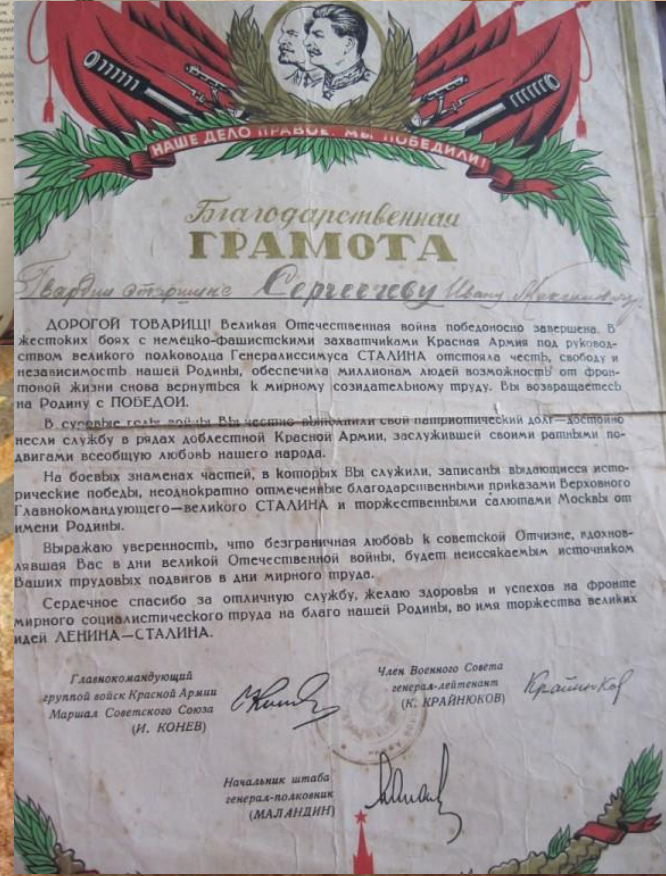 НАШЕ ДЕЛО ПРАВОЕ. МЫ ПОБЕДИЛИ!
Благодарственная
ГРАМОТА
Гвардии старшине Сергеечеву Ивану
ДОРОГОЙ ТОВАРИЩ! Великая Отечественная война победоносно завершена. В
жестоких боях с немецко-фашистскими захватчиками Красная Армия под руковод-
ством великого полководца Генералиссимуса СТАЛИНА отстояла честь, свободу и
независимость нашей Родины, обеспечила миллионам людей возможность от фрон-
товой жизни снова вернуться к мирному созидательному труду. Вы возвращаетесь
на Родину с ПОБЕДОЙ.
В суровые годы войны Вы честно выполнили свой патриотический долг—достойно
несли службу в рядах доблестной Красной Армии, заслужившей своими ратными по-
двигами всеобщую любовь нашего народа.
На боевых знаменах частей, в которых Вы служили, записаны выдающиеся исто-
рические победы, неоднократно отмеченные благодарственными приказами Верховного
Главнокомандующего—великого СТАЛИНА и торжественными салютами Москвы от
имени Родины.
Выражаю уверенность, что безграничная любовь к советской Отчизне, вдохнов-
лявшая Вас в дни великой Отечественной войны, будет неиссякаемым источником
Ваших трудовых подвигов в дни мирного труда.
Сердечное спасибо за отличную службу, желаю здоровья и успехов на фронте
мирного социалистического труда на благо нашей Родины, во имя торжества великих
идей ЛЕНИНА—СТАЛИНА.
Главнокомандующий
группой войск Красной Армии
Маршал Советского Союза
(И. КОНЕВ)
Член Военного Совета
генерал-лейтенант
(К. КРАЙНЮКОВ)
Крайнюков
Начальник штаба
генерал-полковник
(МАЛАНДИН)